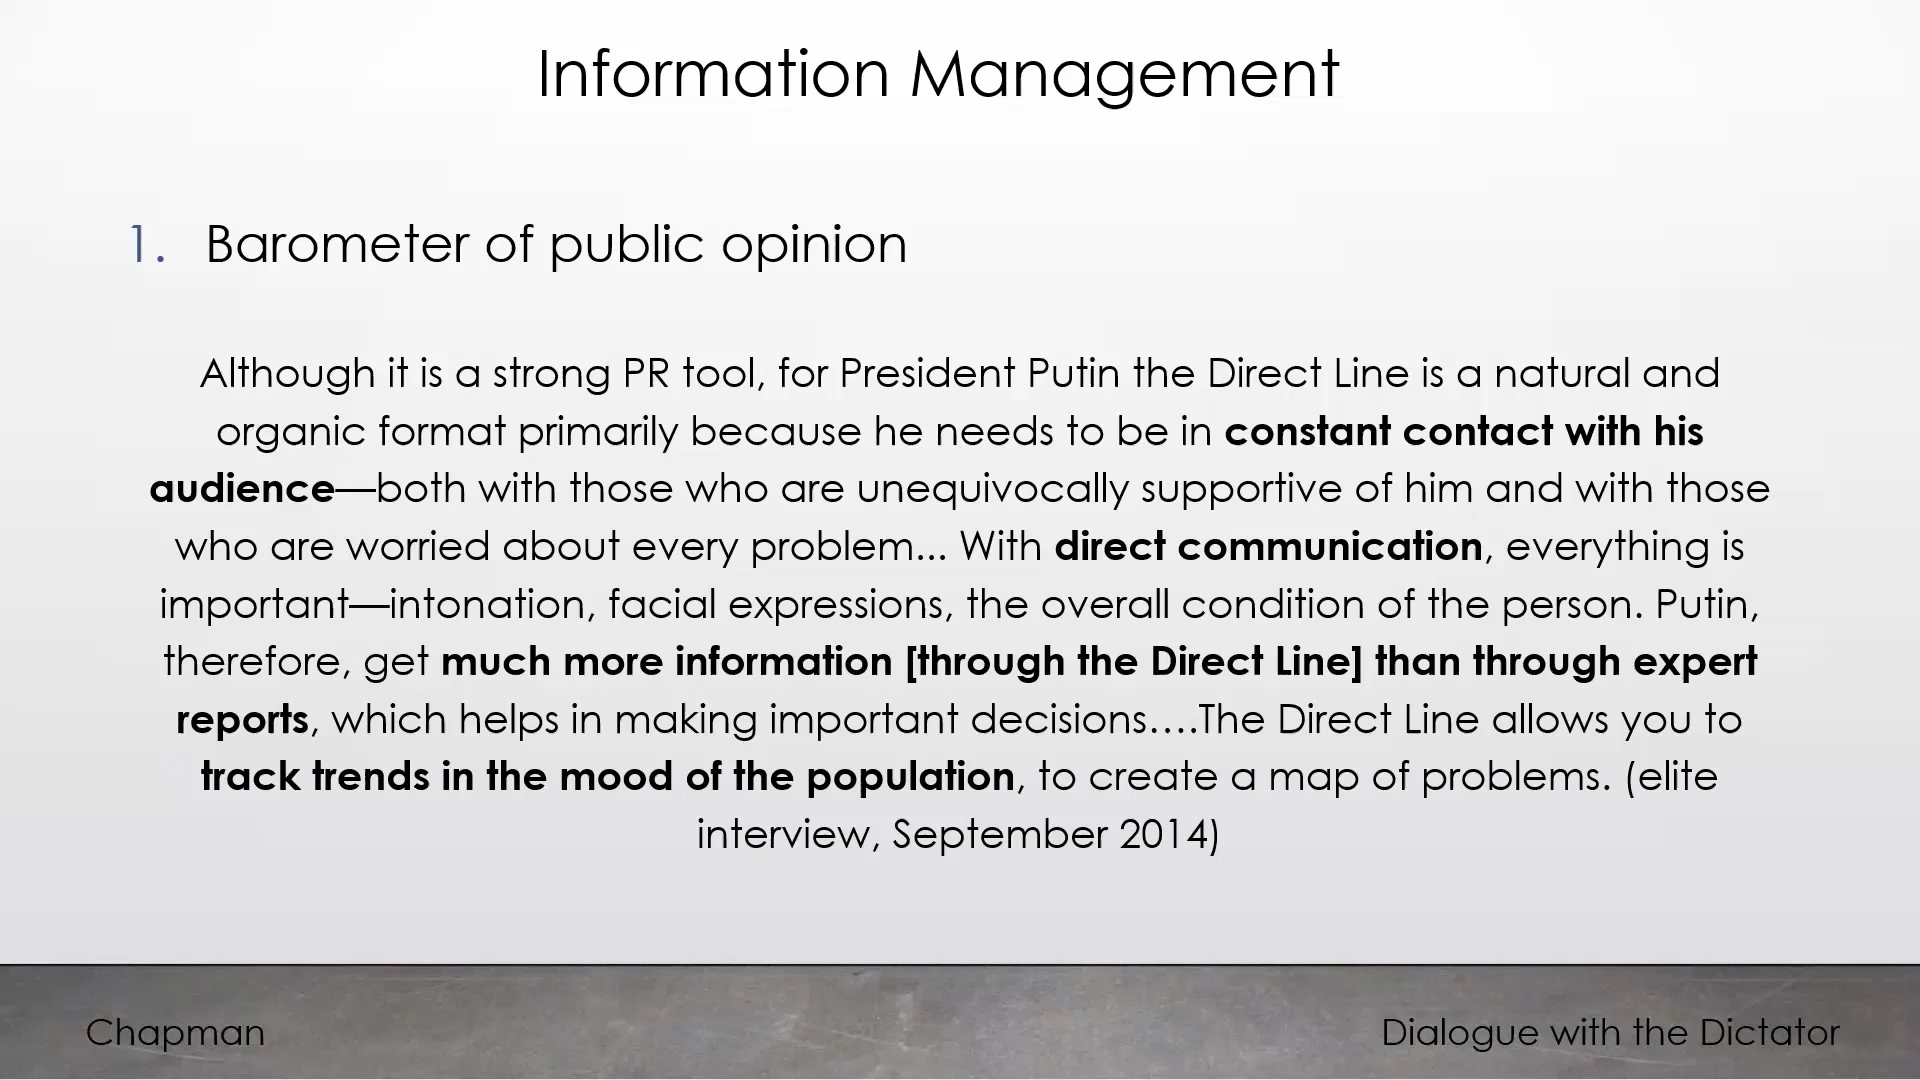 Information Management
1. Barometer of public opinion
Although it is a strong PR tool, for President Putin the Direct Line is a natural and
organic format primarily because he needs to be in constant contact with his
audience—both with those who are unequivocally supportive of him and with those
who are worried about every problem... With direct communication, everything is
important—intonation, facial expressions, the overall condition of the person. Putin,
therefore, get much more information [through the Direct Line] than through expert
reports, which helps in making important decisions….The Direct Line allows you to
track trends in the mood of the population, to create a map of problems. (elite
interview, September 2014)
Chapman
Dialogue with the Dictator